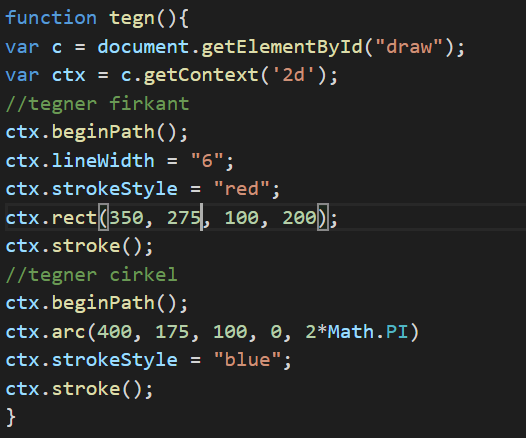 function tegn(){
var c = document.getElementById("draw");
var ctx = c.getContext('2d');
//tegner firkant
ctx.beginPath();
ctx.lineWidth = "6";
ctx.strokeStyle = "red";
ctx.rect(350, 275, 100, 200);
ctx.stroke();
//tegner cirkel
ctx.beginPath();
ctx.arc(400, 175, 100, 0, 2*Math.PI)
ctx.strokeStyle = "blue";
ctx.stroke();
}